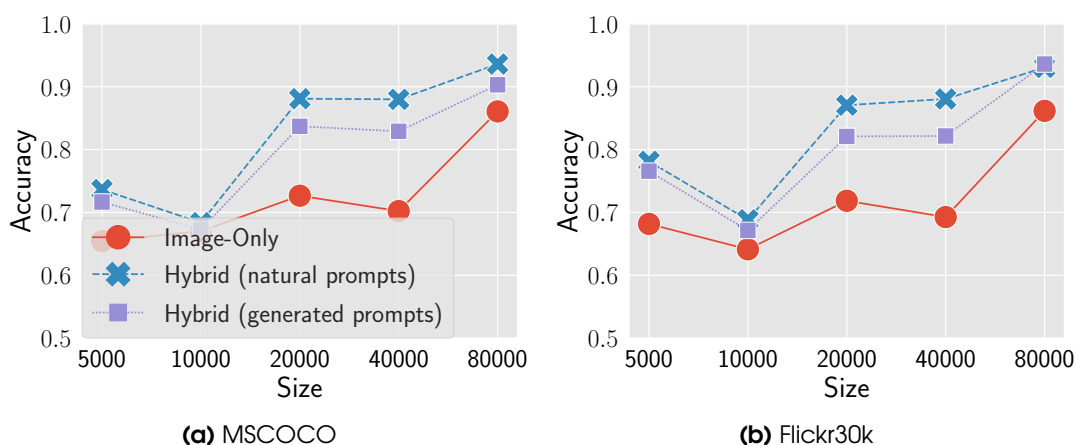 1.0
0.9
0.8
0.7
0.6
0.5
Accuracy
Image-Only
Hybrid (natural prompts)
Hybrid (generated prompts)
5000 10000 20000 40000 80000
Size
(a) MSCOCO
1.0
0.9
0.8
0.7
0.6
0.5
Accuracy
5000 10000 20000 40000 80000
Size
(b) Flickr30k